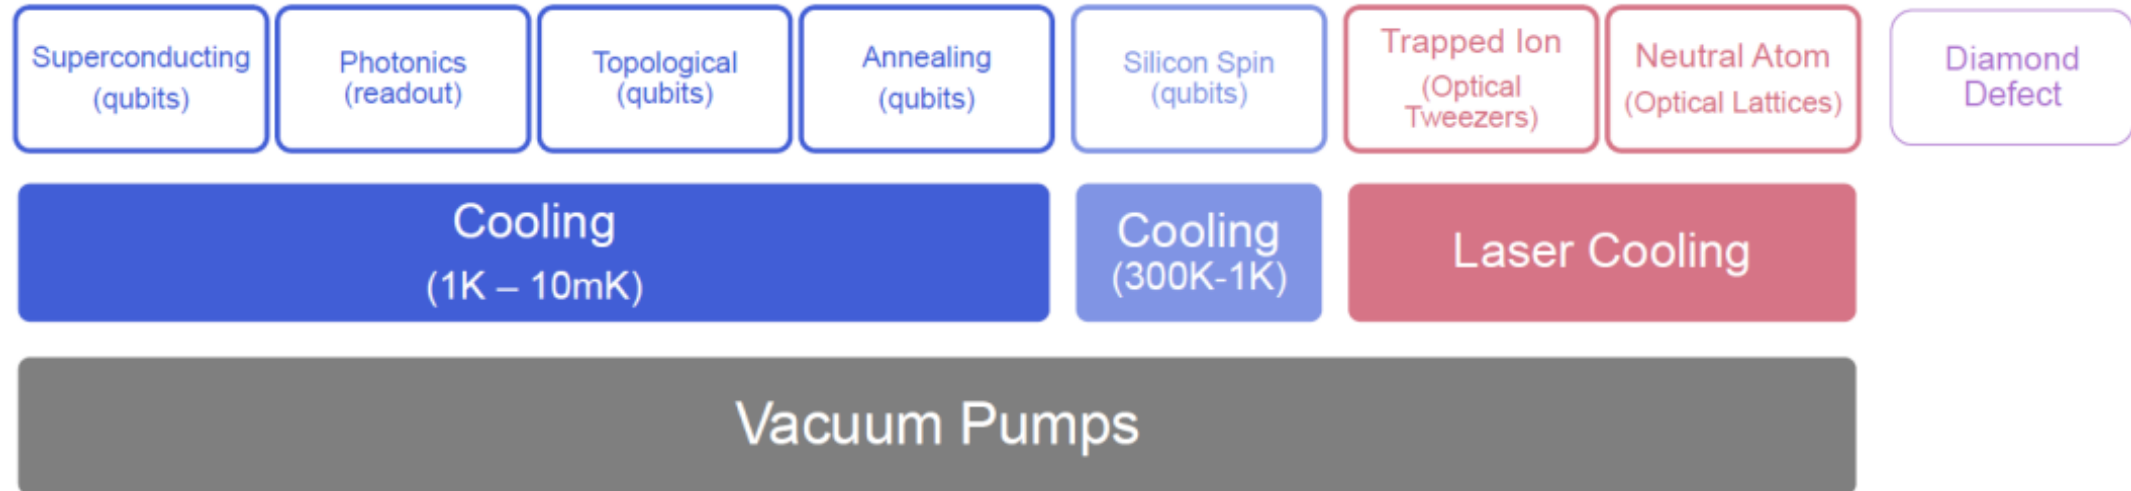 Superconducting
(qubits)
Photonics
(readout)
Topological
(qubits)
Annealing
(qubits)
Silicon Spin
(qubits)
Trapped Ion
(Optical
Tweezers)
Neutral Atom
(Optical Lattices)
Diamond
Defect
Cooling
(1K – 10mK)
Cooling
(300K-1K)
Laser Cooling
Vacuum Pumps